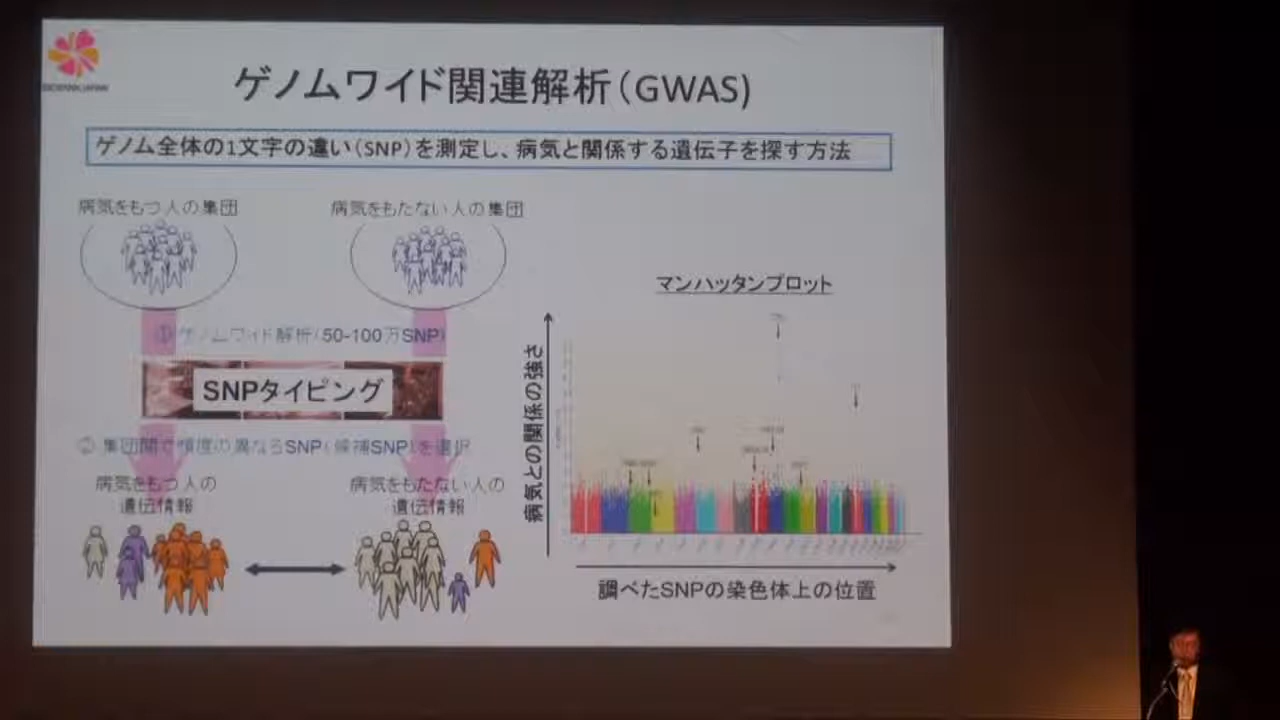 BIOBANK JAPAN
ゲノムワイド関連解析（GWAS)
ゲノム全体の1文字の違い（SNP）を測定し、病気と関係する遺伝子を探す方法
病気をもつ人の集団
病気をもたない人の集団
① ゲノムワイド解析（50-100万SNP）
SNPタイピング
② 集団間で頻度の異なるSNP（候補SNP）を選択
病気をもつ人の
遺伝情報
病気をもたない人の
遺伝情報
マンハッタンプロット
病気との関係の強さ
調べたSNPの染色体上の位置